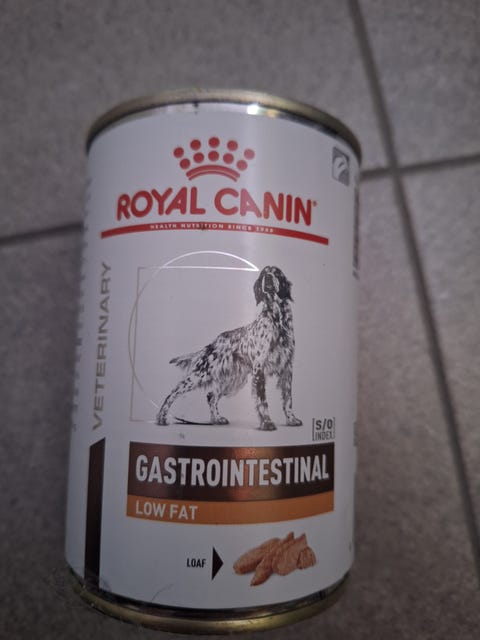 ROYAL CANIN®
HEALTH NUTRITION SINCE 1968
VETERINARY
[S/O
INDEX]
GASTROINTESTINAL
LOW FAT
LOAF